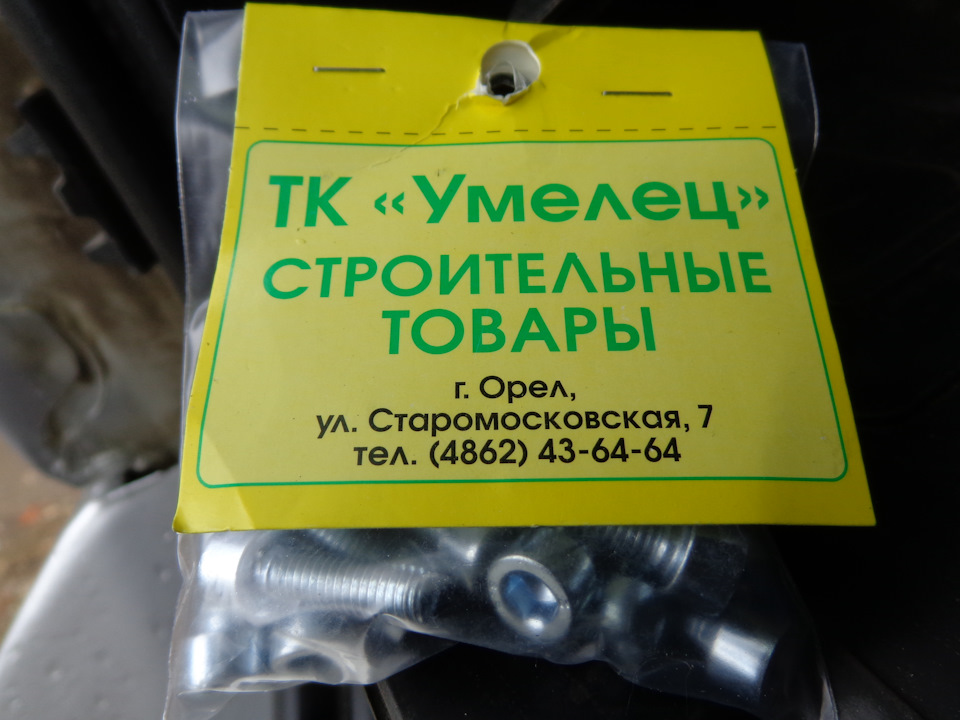 ТК «Умелец»
СТРОИТЕЛЬНЫЕ
ТОВАРЫ
г. Орел,
ул. Старомосковская, 7
тел. (4862) 43-64-64